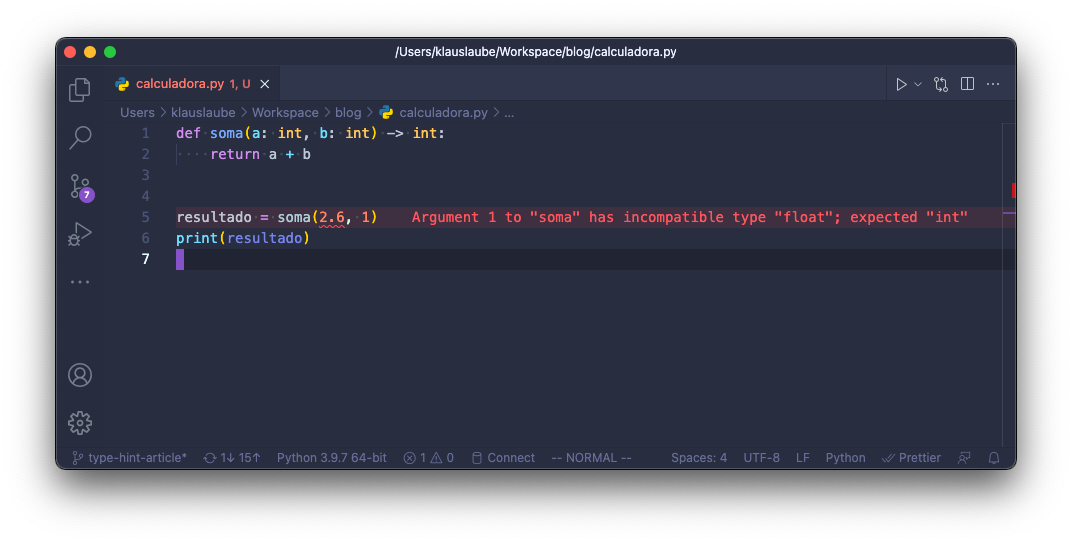 /Users/klauslaube/Workspace/blog/calculadora.py
calculadora.py 1, U
Users > klauslaube > Workspace > blog > calculadora.py > ...
1 def soma(a: int, b: int) -> int:
2 return a + b
3
4
5 resultado = soma(2.6, 1) Argument 1 to "soma" has incompatible type "float"; expected "int"
6 print(resultado)
7
7
type-hint-article* 1↓ 15↑ Python 3.9.7 64-bit 1 0 Connect -- NORMAL -- Spaces: 4 UTF-8 LF Python Prettier